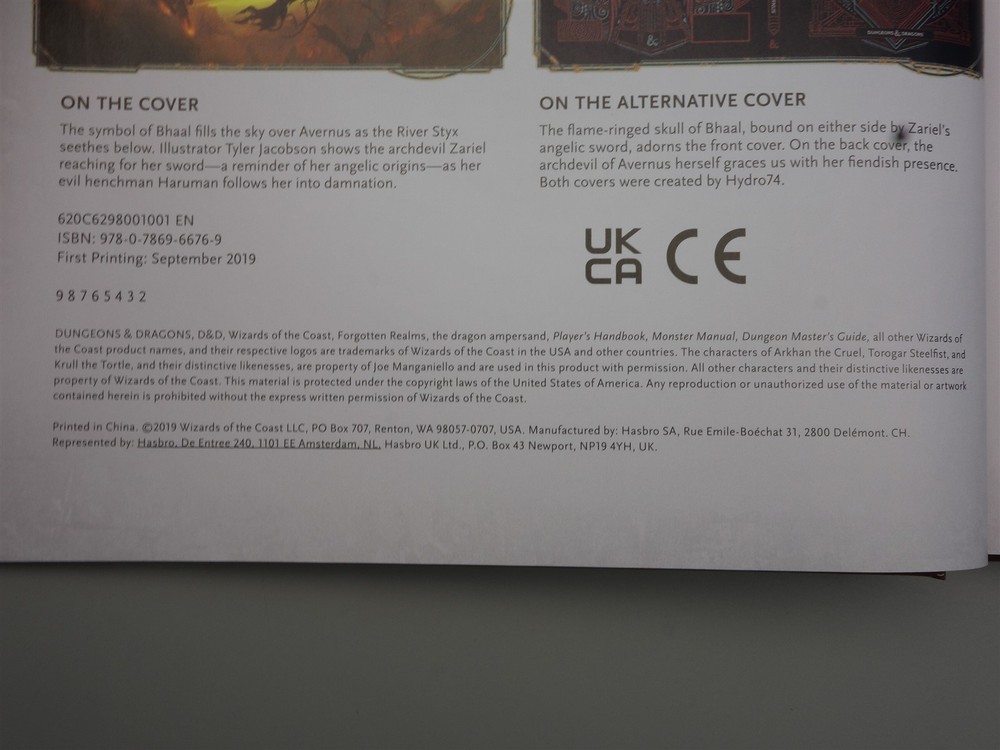 DUNGEONS & DRAGONS
ON THE COVER
The symbol of Bhaal fills the sky over Avernus as the River Styx
seethes below. Illustrator Tyler Jacobson shows the archdevil Zariel
reaching for her sword—a reminder of her angelic origins—as her
evil henchman Haruman follows her into damnation.
620C6298001001 EN
ISBN: 978-0-7869-6676-9
First Printing: September 2019
9 8 7 6 5 4 3 2
ON THE ALTERNATIVE COVER
The flame-ringed skull of Bhaal, bound on either side by Zariel's
angelic sword, adorns the front cover. On the back cover, the
archdevil of Avernus herself graces us with her fiendish presence.
Both covers were created by Hydro74.
UK
CA CE
DUNGEONS & DRAGONS, D&D, Wizards of the Coast, Forgotten Realms, the dragon ampersand, Player's Handbook, Monster Manual, Dungeon Master's Guide, all other Wizards of
the Coast product names, and their respective logos are trademarks of Wizards of the Coast in the USA and other countries. The characters of Arkhan the Cruel, Torogar Steelfist, and
Krull the Tortle, and their distinctive likenesses, are property of Joe Manganiello and are used in this product with permission. All other characters and their distinctive likenesses are
property of Wizards of the Coast. This material is protected under the copyright laws of the United States of America. Any reproduction or unauthorized use of the material or artwork
contained herein is prohibited without the express written permission of Wizards of the Coast.
Printed in China. ©2019 Wizards of the Coast LLC, PO Box 707, Renton, WA 98057-0707, USA. Manufactured by: Hasbro SA, Rue Emile-Boéchat 31, 2800 Delémont. CH.
Represented by: Hasbro, De Entree 240, 1101 EE Amsterdam, NL. Hasbro UK Ltd., P.O. Box 43 Newport, NP19 4YH, UK.